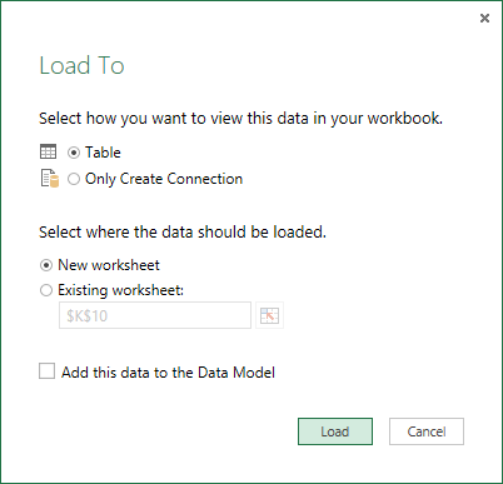 Load To
Select how you want to view this data in your workbook.
Table
Only Create Connection
Select where the data should be loaded.
New worksheet
Existing worksheet:
$K$10
Add this data to the Data Model
Load Cancel